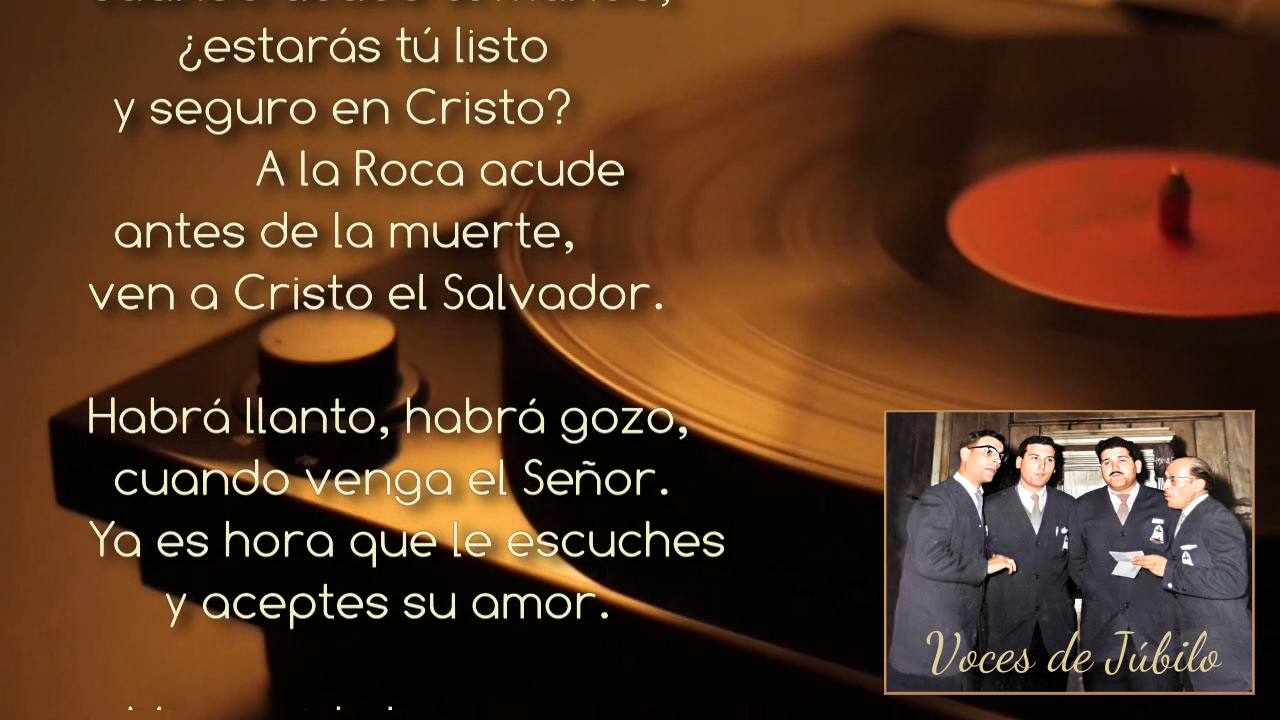 ¿estarás tú listo
y seguro en Cristo?
A la Roca acude
antes de la muerte,
ven a Cristo el Salvador.
Habrá llanto, habrá gozo,
cuando venga el Señor.
Ya es hora que le escuches
y aceptes su amor.
Voces de Júbilo